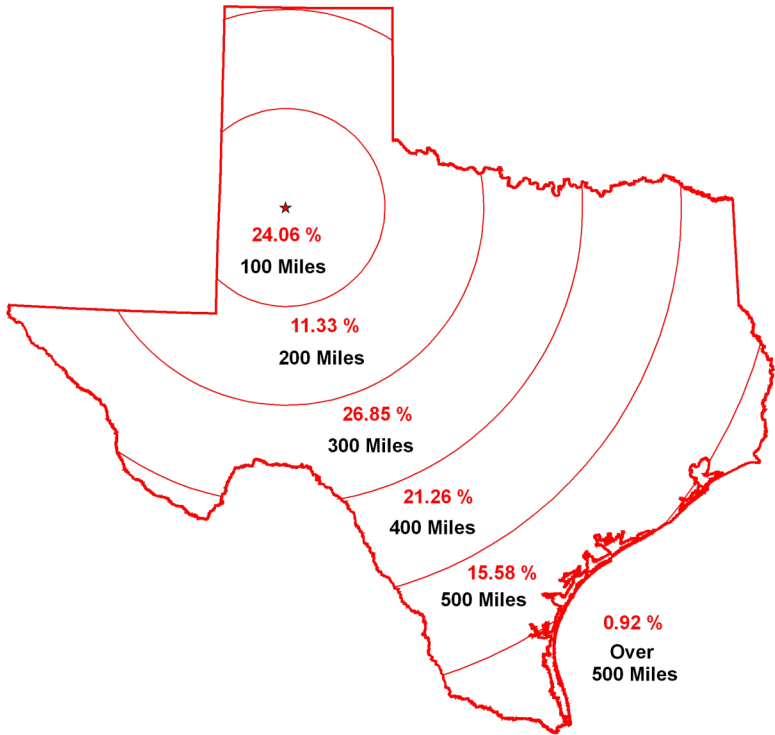 24.06 %
100 Miles
11.33 %
200 Miles
26.85 %
300 Miles
21.26 %
400 Miles
15.58 %
500 Miles
0.92 %
Over
500 Miles